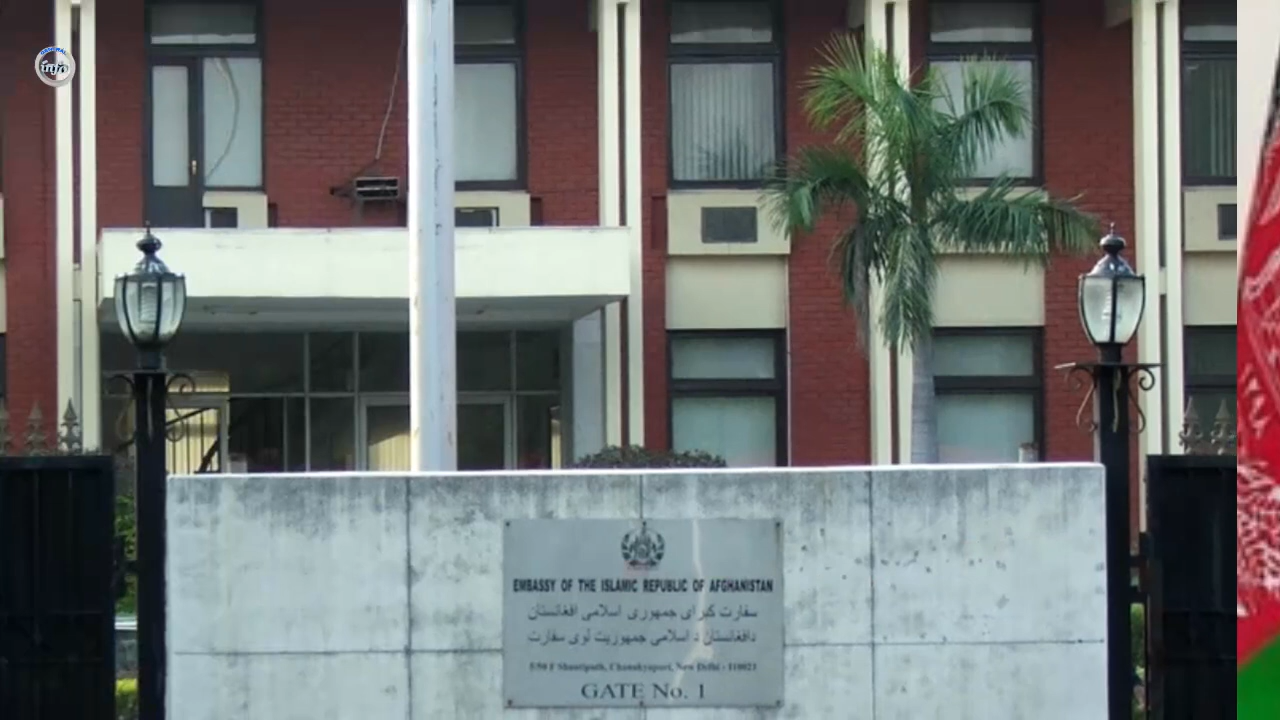 EMBASSY OF THE ISLAMIC REPUBLIC OF AFGHANISTAN
سفارت کبرای جمهوری اسلامی افغانستان
دافغانستان د اسلامی جمهوریت لوی سفارت
5/50 F Shantipath, Chanakyapuri, New Delhi - 110021
GATE No. 1